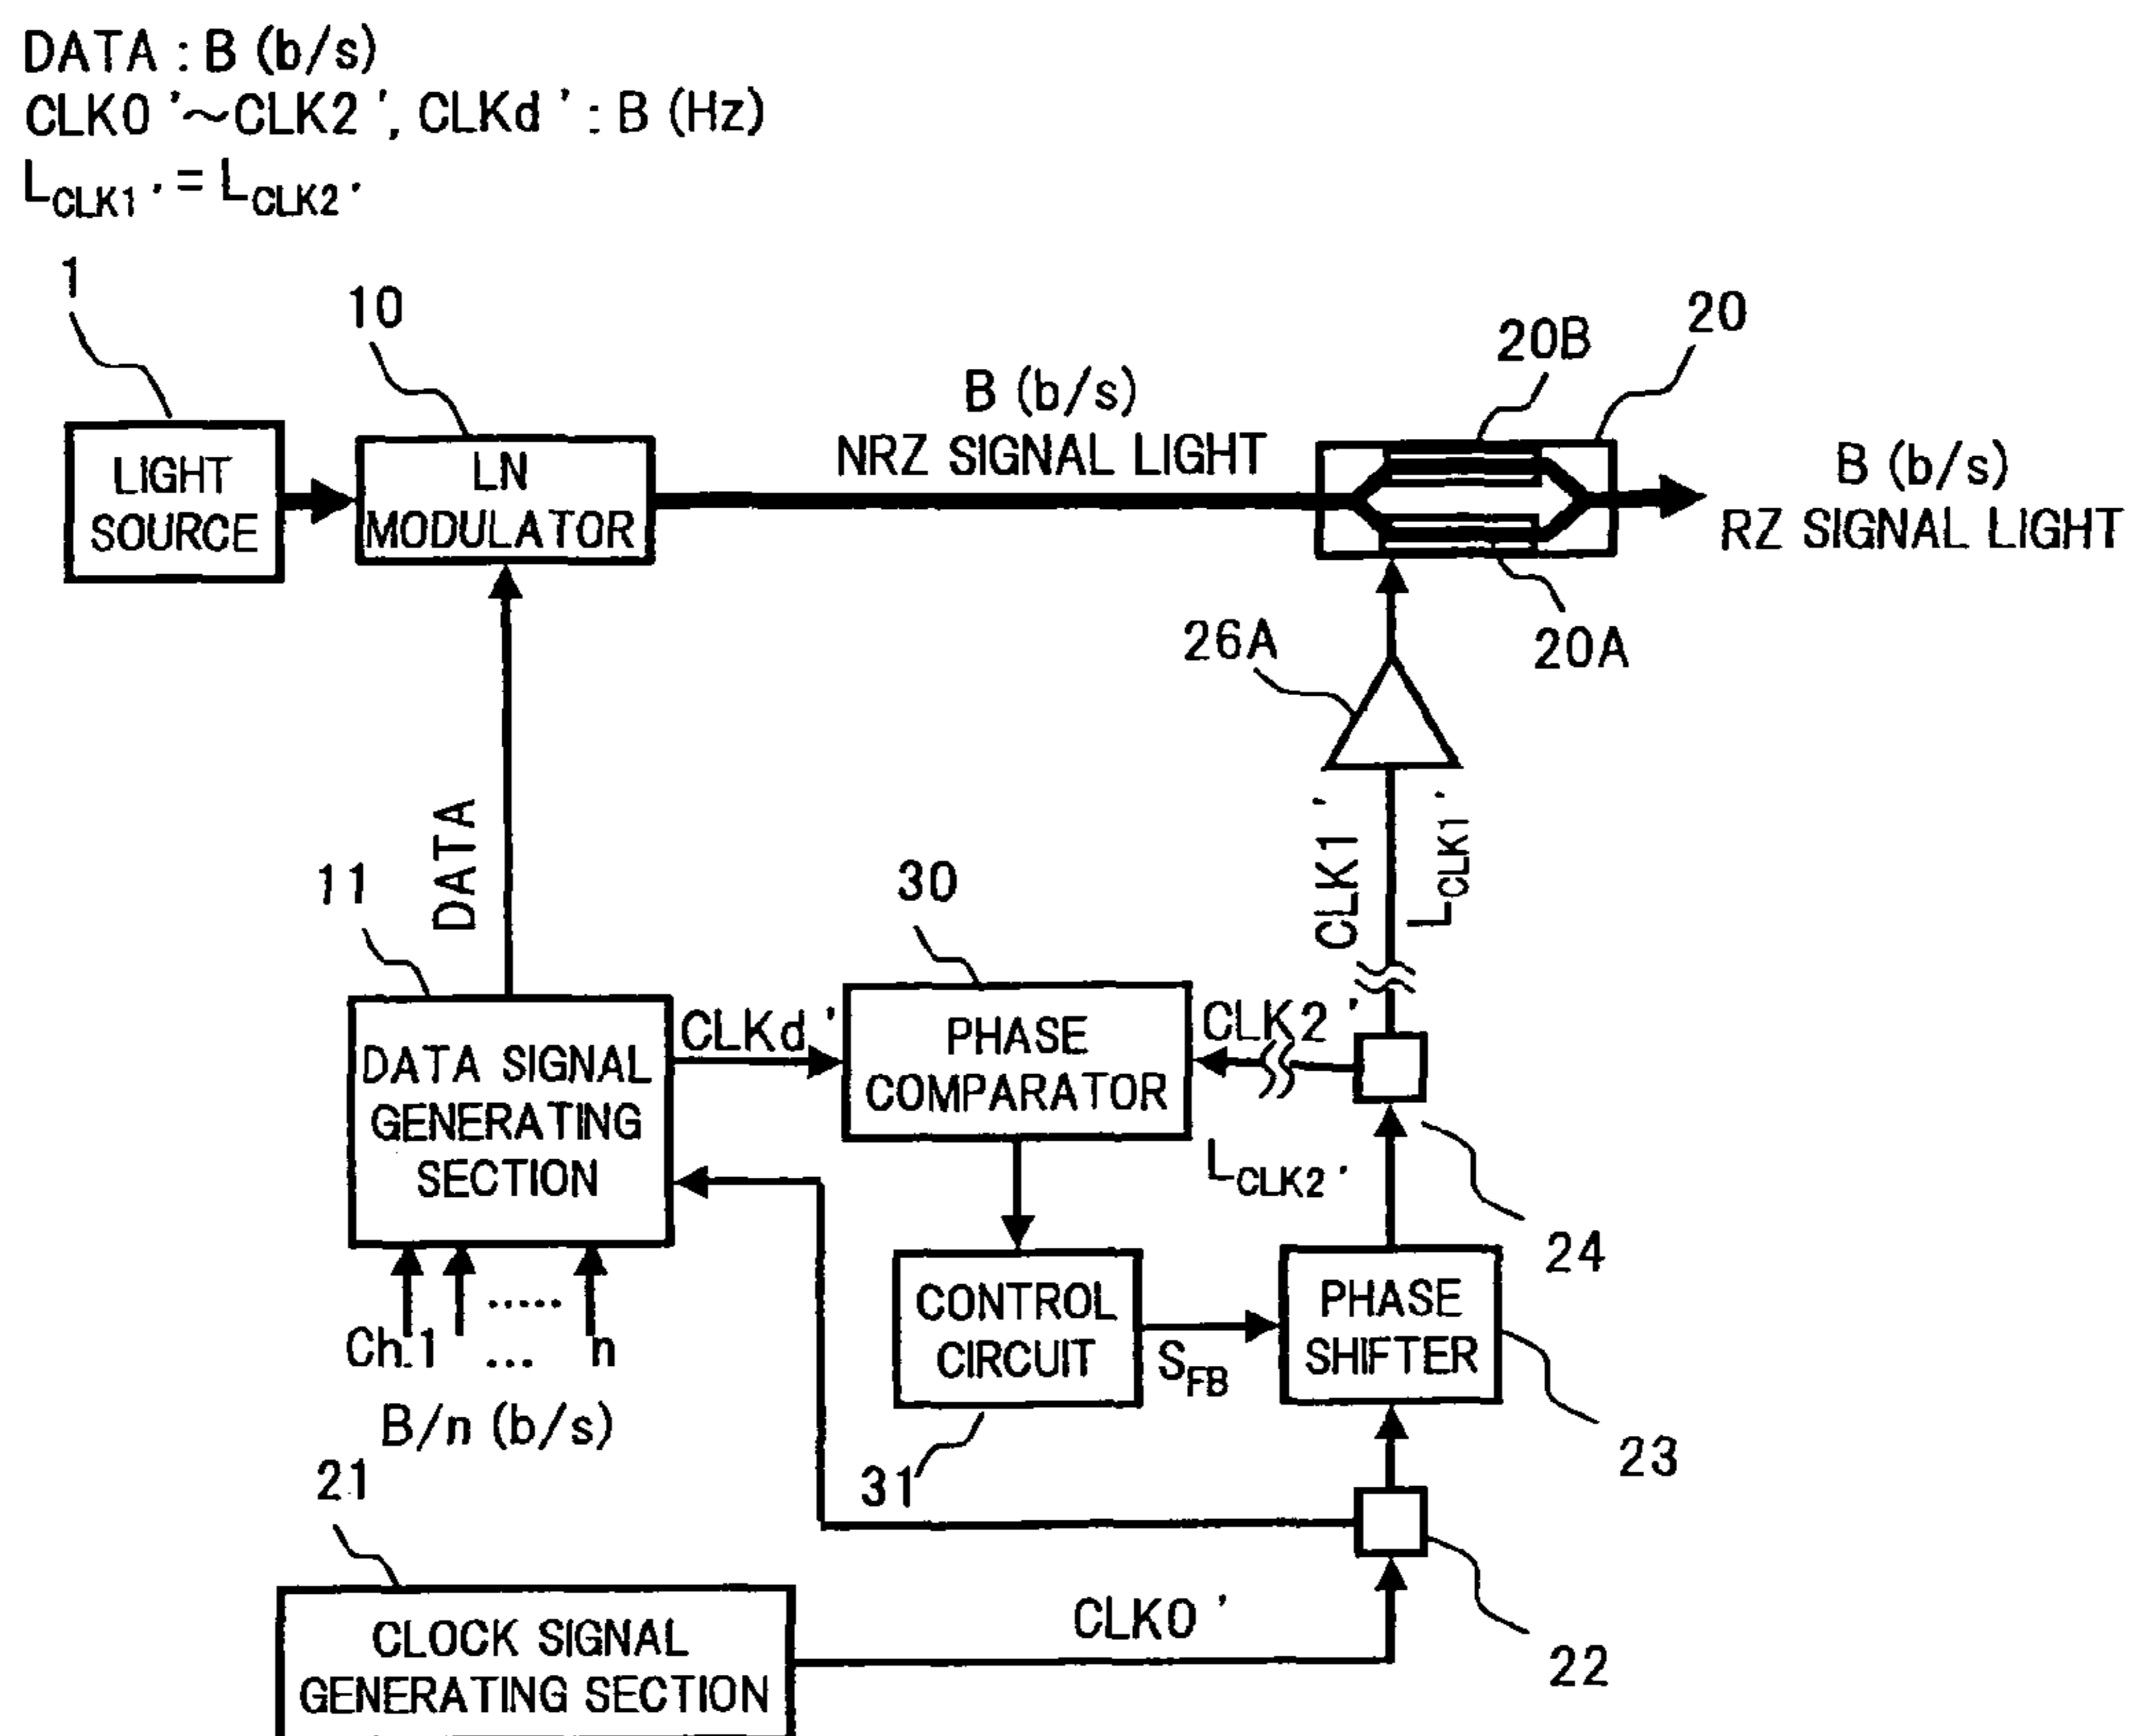 DATA : B (b/s)
CLK0 '~CLK2 ', CLKd ' : B (Hz)
LCLK1 ' = LCLK2 '
1
10
20B
20
B (b/s)
NRZ SIGNAL LIGHT
LIGHT
SOURCE
LN
MODULATOR
B (b/s)
RZ SIGNAL LIGHT
26A
20A
DATA
CLK1 '
LCLK1 '
11
30
CLKd '
CLK2 '
DATA SIGNAL
GENERATING
SECTION
PHASE
COMPARATOR
LCLK2 '
24
CONTROL
CIRCUIT
SFB
PHASE
SHIFTER
Ch.1 ... n
B/n (b/s)
23
31
21
CLK0 '
22
CLOCK SIGNAL
GENERATING SECTION